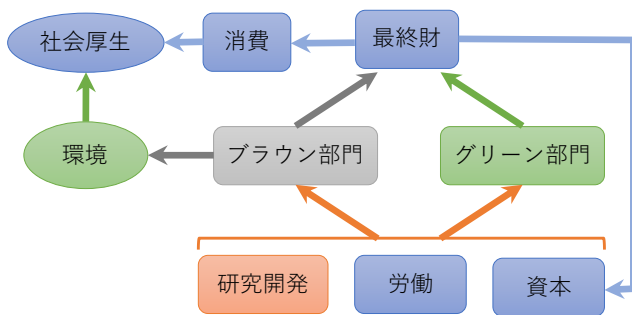 社会厚生
消費
最終財
環境
ブラウン部門
グリーン部門
研究開発
労働
資本